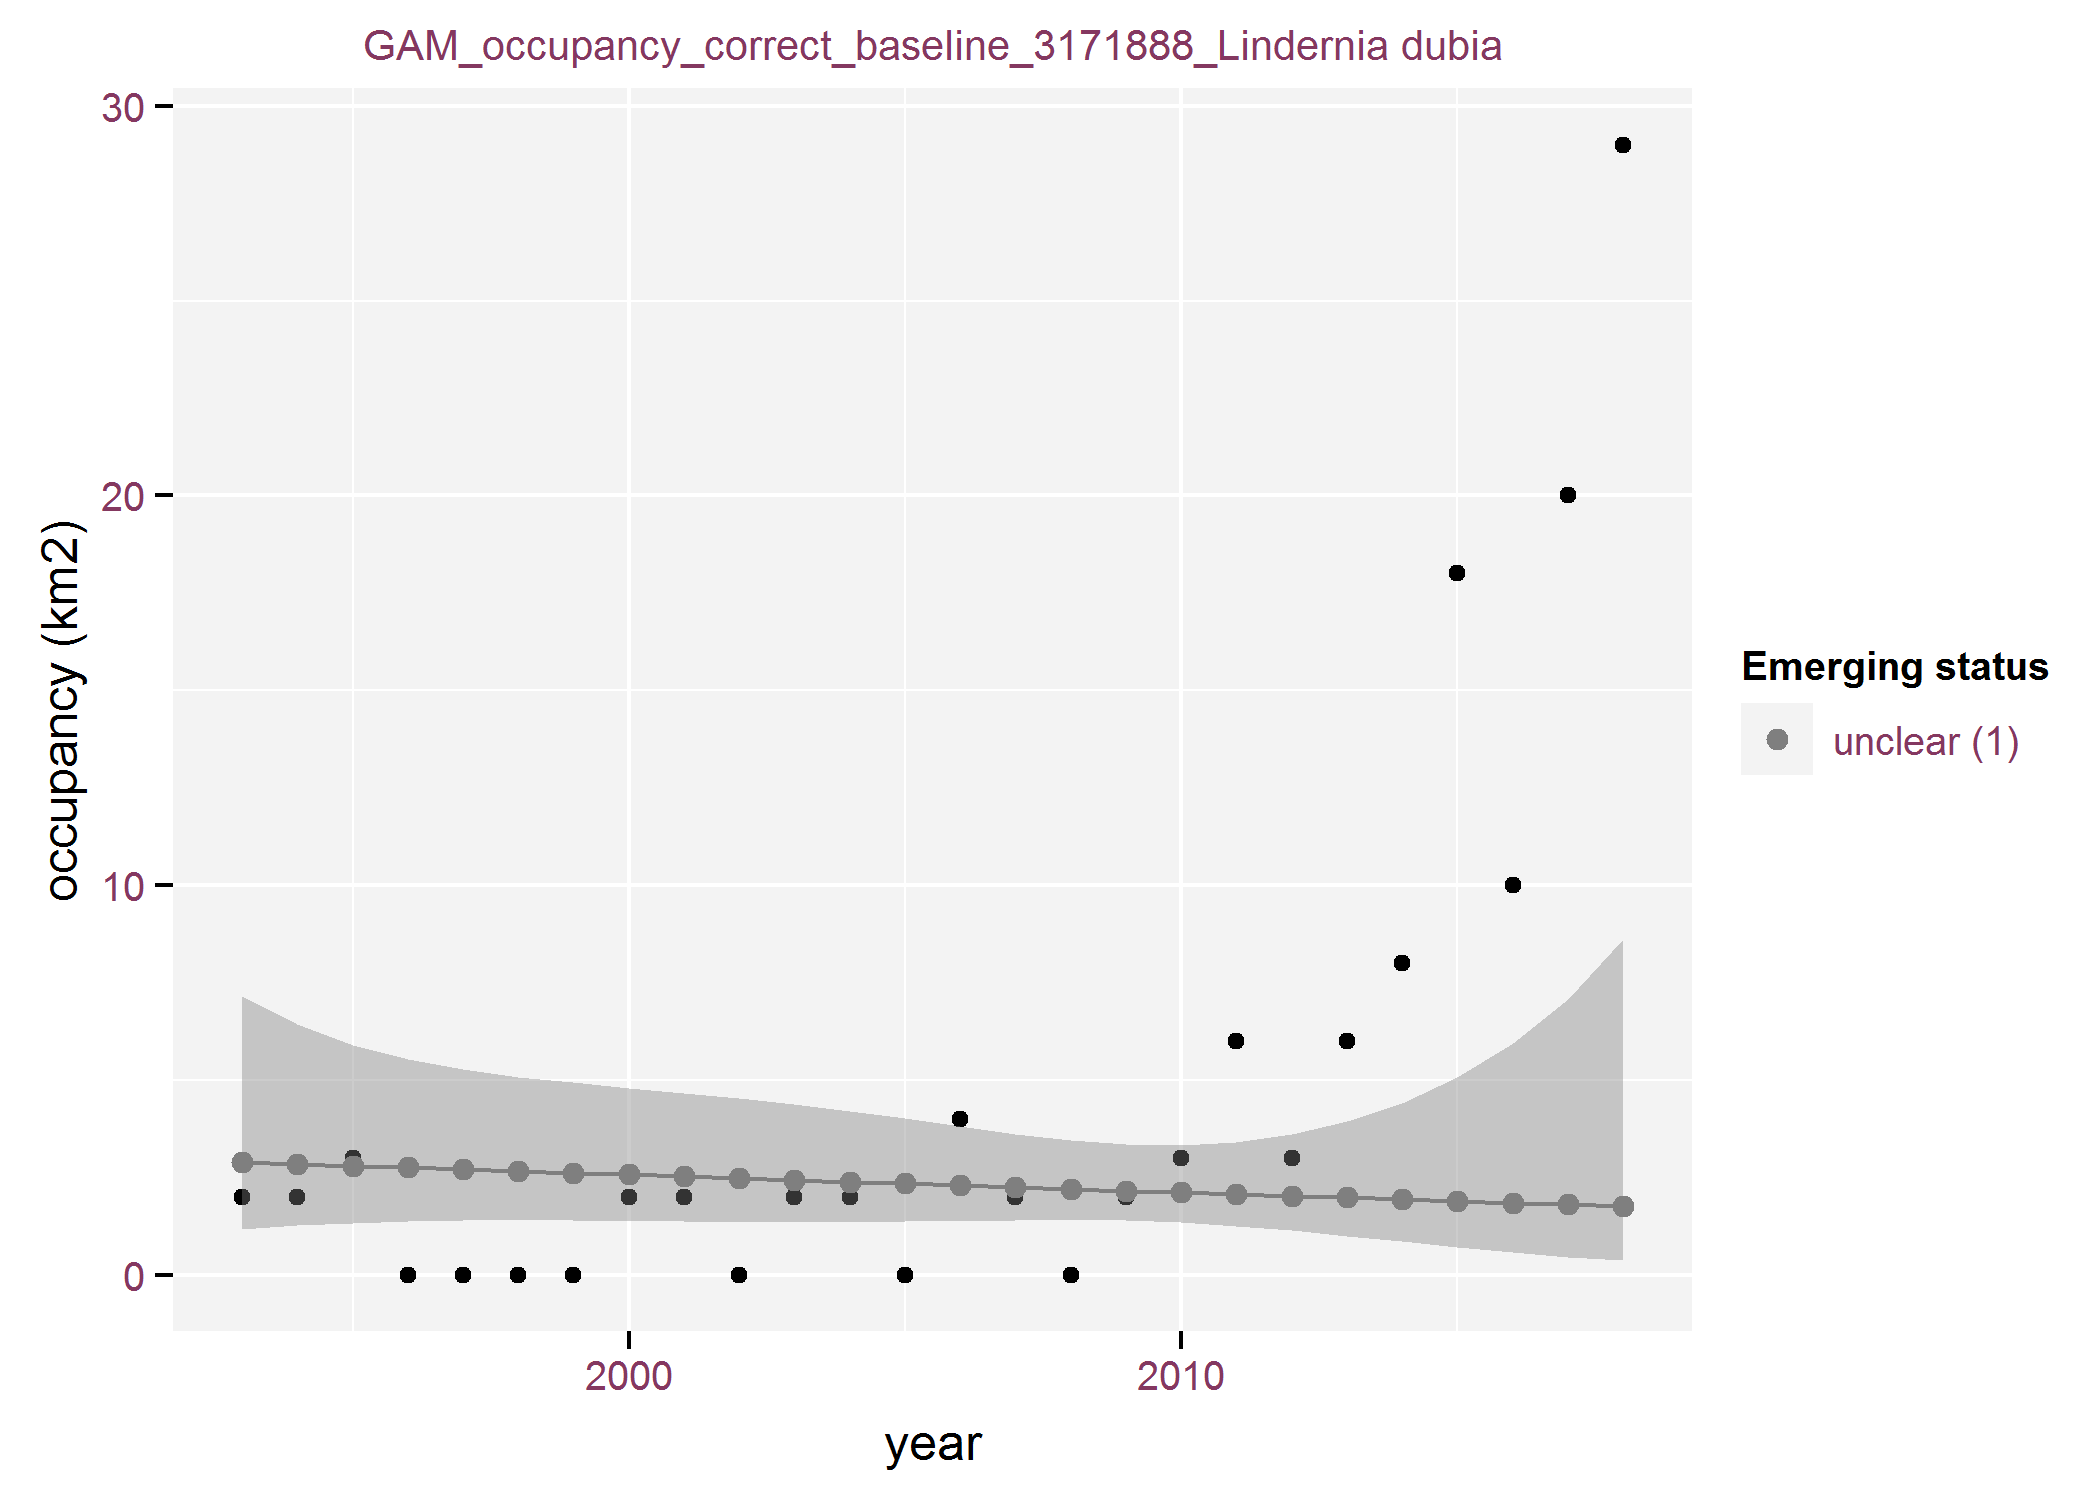 GAM_occupancy_correct_baseline_3171888_Lindernia dubia
30
20
10
0
occupancy (km2)
2000
2010
year
Emerging status
unclear (1)